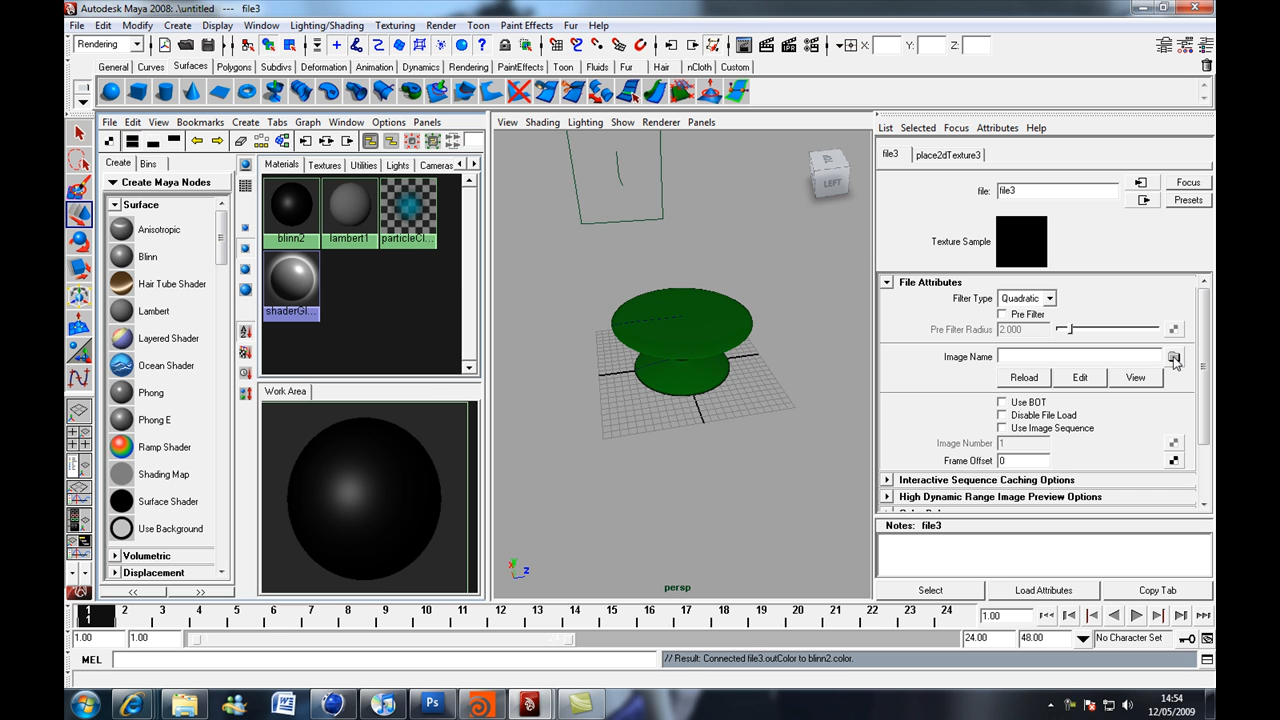 Autodesk Maya 2008: .\untitled --- file3
File Edit Modify Create Display Window Lighting/Shading Texturing Render Toon Paint Effects Fur Help
Rendering X: Y: Z:
General Curves Surfaces Polygons Subdivs Deformation Animation Dynamics Rendering PaintEffects Toon Fluids Fur Hair nCloth Custom
File Edit View Bookmarks Create Tabs Graph Window Options Panels
View Shading Lighting Show Renderer Panels
List Selected Focus Attributes Help
Create Bins
Materials Textures Utilities Lights Cameras
file3 place2dTexture3
Create Maya Nodes
Surface
Anisotropic
Blinn
Hair Tube Shader
Lambert
Layered Shader
Ocean Shader
Phong
Phong E
Ramp Shader
Shading Map
Surface Shader
Use Background
Volumetric
Displacement
<< >>
blinn2 lambert1 particleCl...
shaderGl...
Work Area
LEFT
y z
persp
file: file3 Focus
Presets
Texture Sample
File Attributes
Filter Type Quadratic
Pre Filter
Pre Filter Radius 2.000
Image Name
Reload Edit View
Use BOT
Disable File Load
Use Image Sequence
Image Number 1
Frame Offset 0
Interactive Sequence Caching Options
High Dynamic Range Image Preview Options
Notes: file3
Select Load Attributes Copy Tab
1 2 3 4 5 6 7 8 9 10 11 12 13 14 15 16 17 18 19 20 21 22 23 24
1 1.00
1.00 1.00 24.00 48.00 No Character Set
MEL // Result: Connected file3.outColor to blinn2.color.
Ps
14:54
12/05/2009